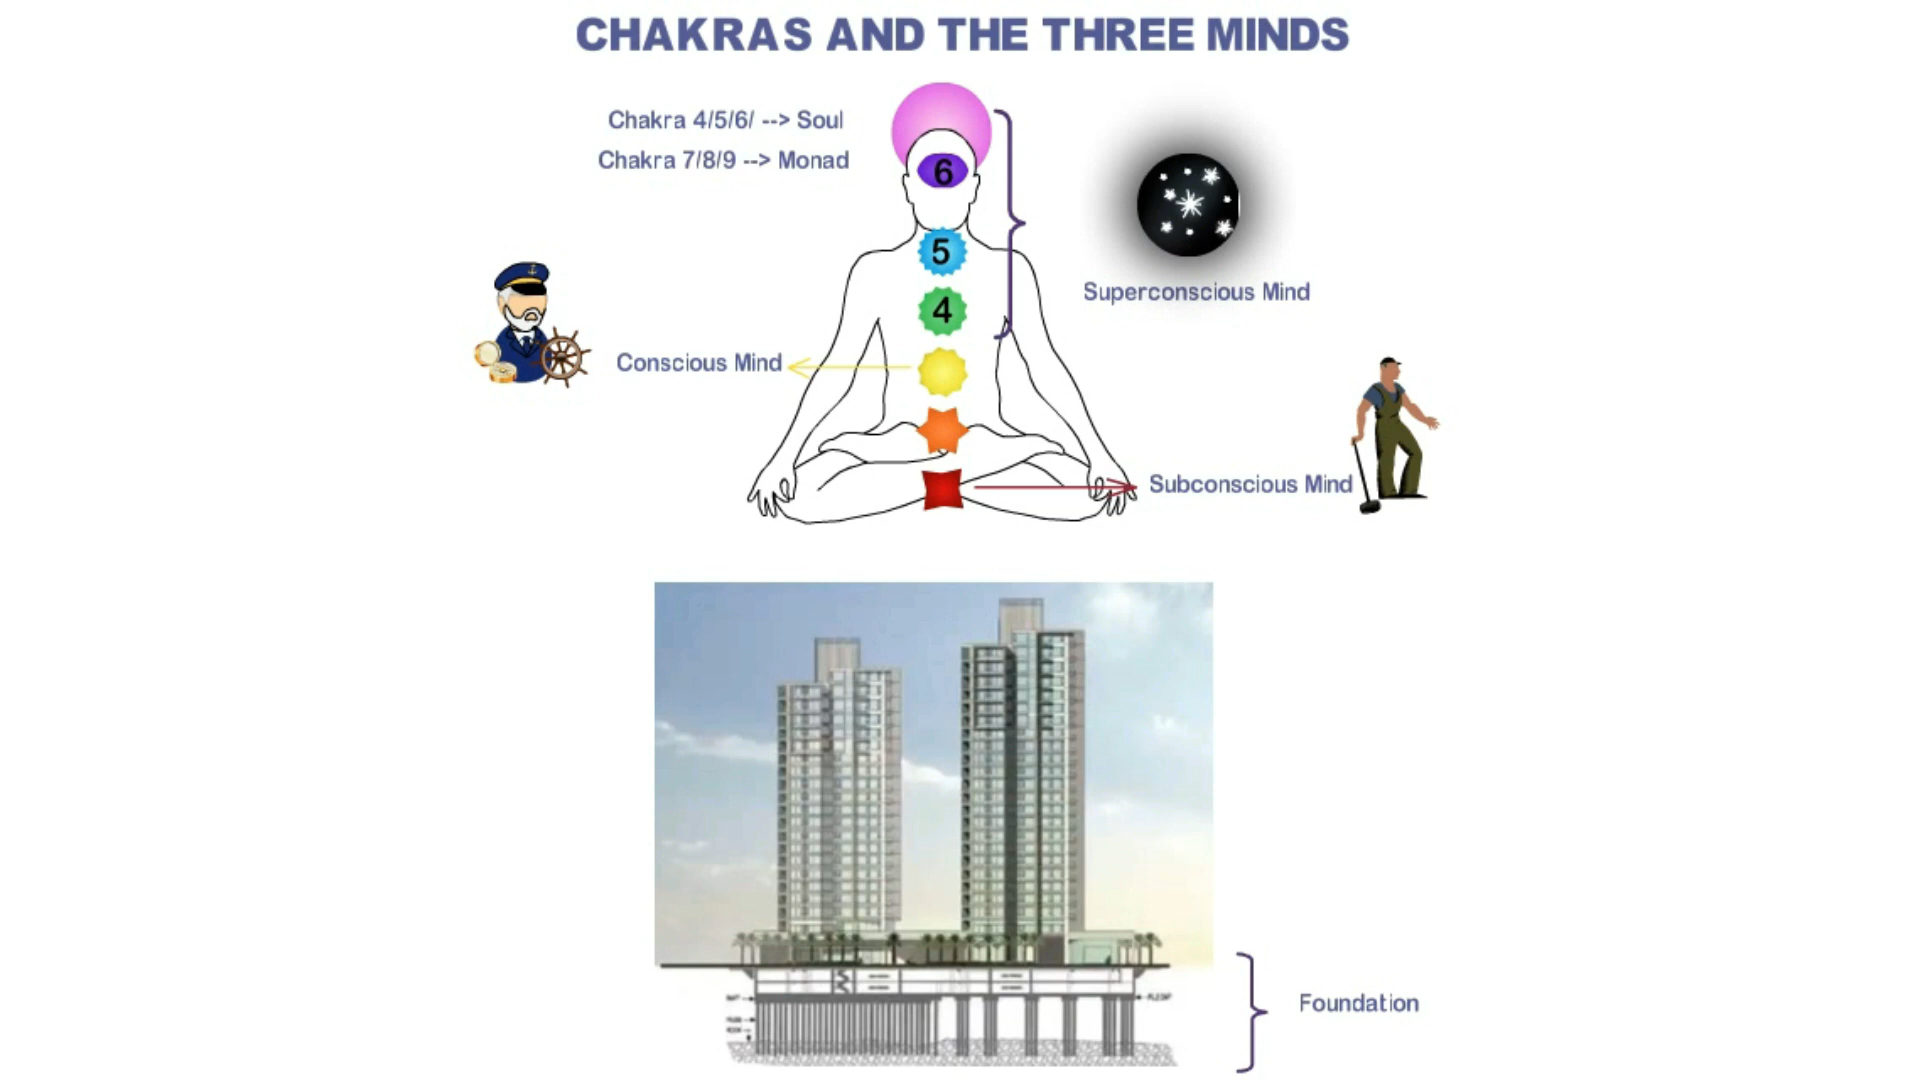 CHAKRAS AND THE THREE MINDS
Chakra 4/5/6/ --> Soul
Chakra 7/8/9 --> Monad
6
5
4
Superconscious Mind
Conscious Mind
Subconscious Mind
Foundation